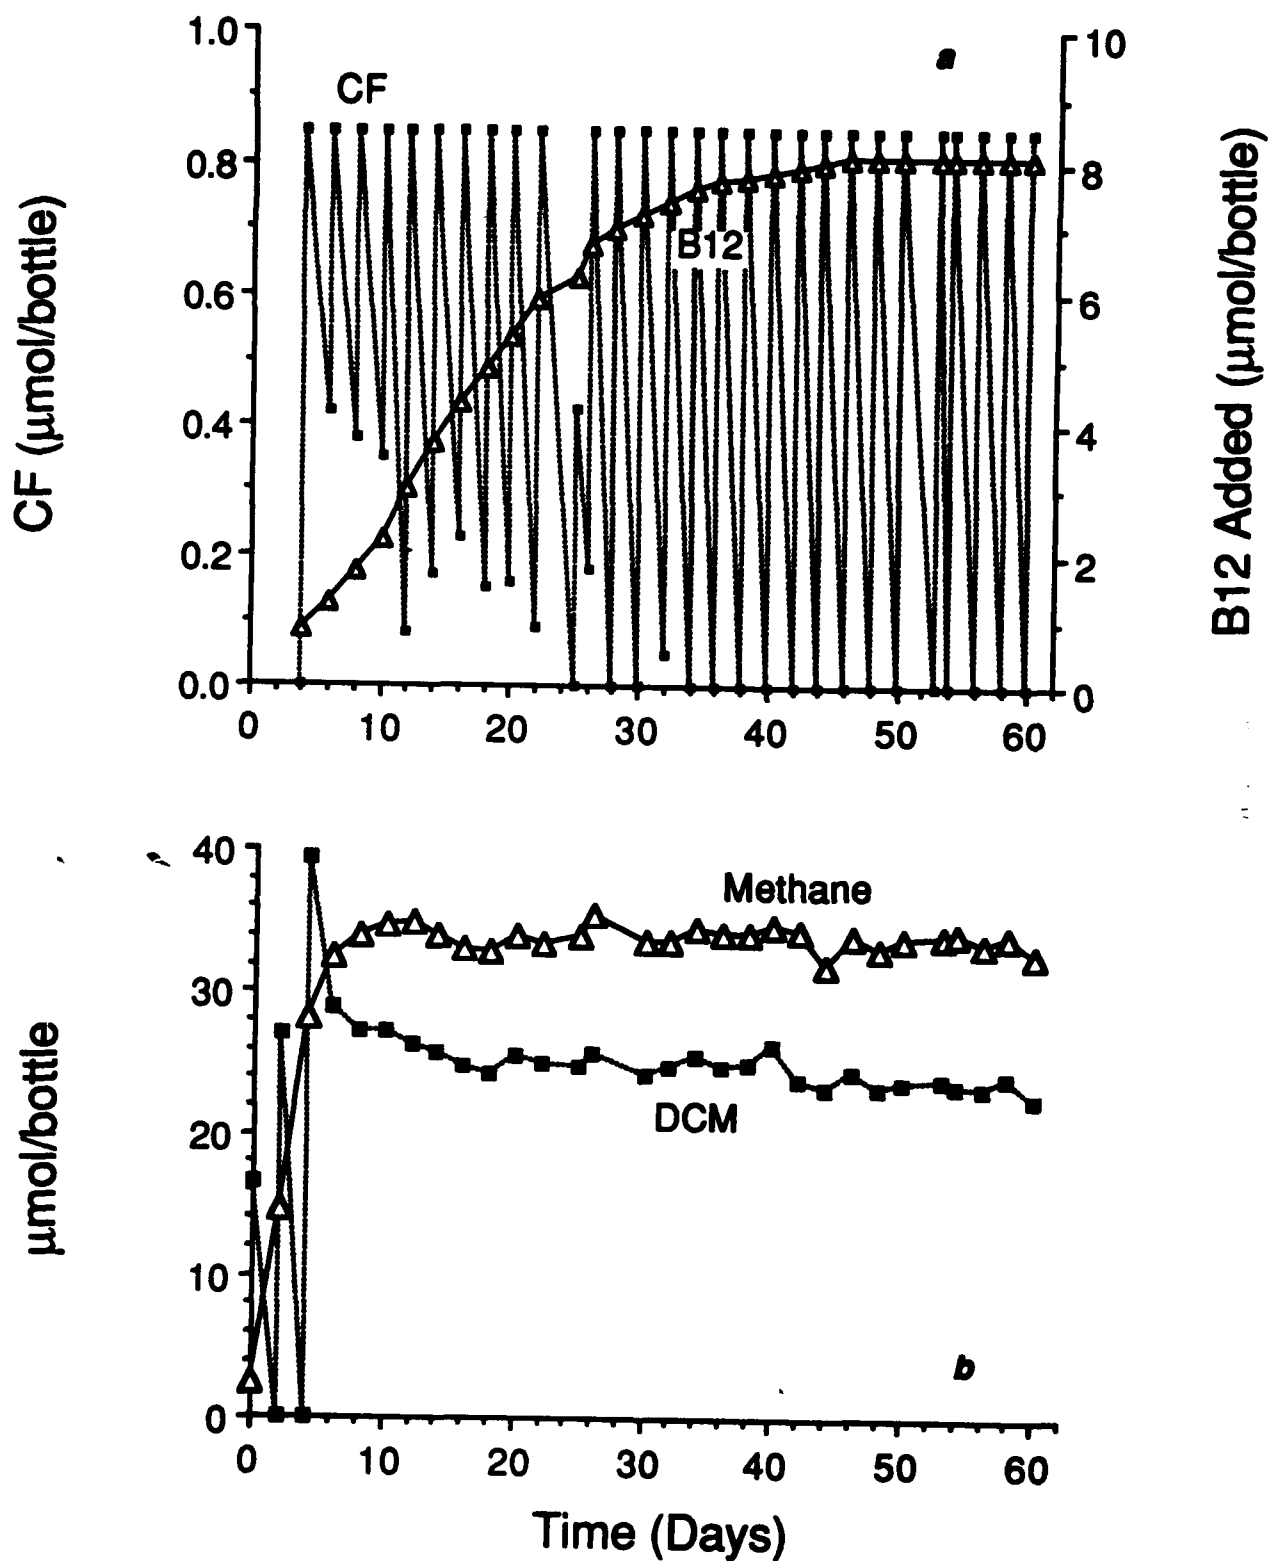 a
CF
B12
1.0
0.8
0.6
0.4
0.2
0.0
10
8
6
4
2
0
0 10 20 30 40 50 60
CF (μmol/bottle)
B12 Added (μmol/bottle)
Methane
DCM
b
40
30
20
10
0
0 10 20 30 40 50 60
μmol/bottle
Time (Days)